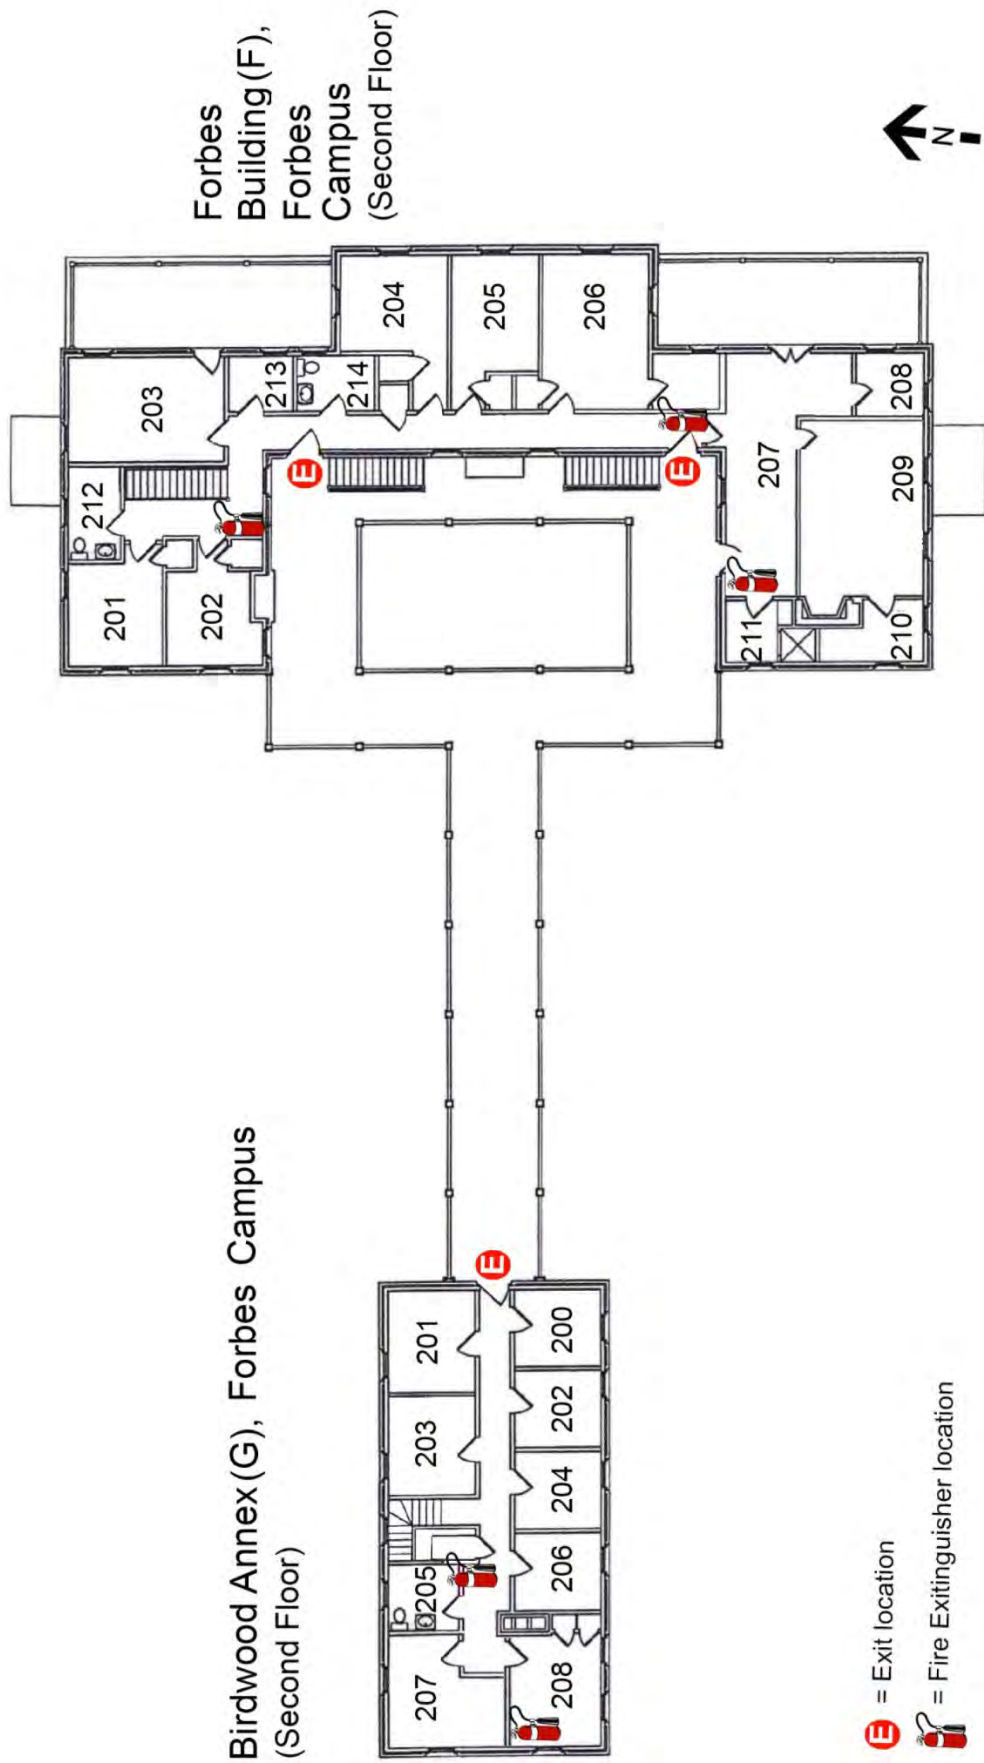 Birdwood Annex(G), Forbes Campus
(Second Floor)
Forbes
Building(F),
Forbes
Campus
(Second Floor)
207
205
203
201
208
206
204
202
200
201
212
203
202
213
214
204
205
206
211
207
208
210
209
E
E
E
N
E = Exit location
= Fire Exitinguisher location